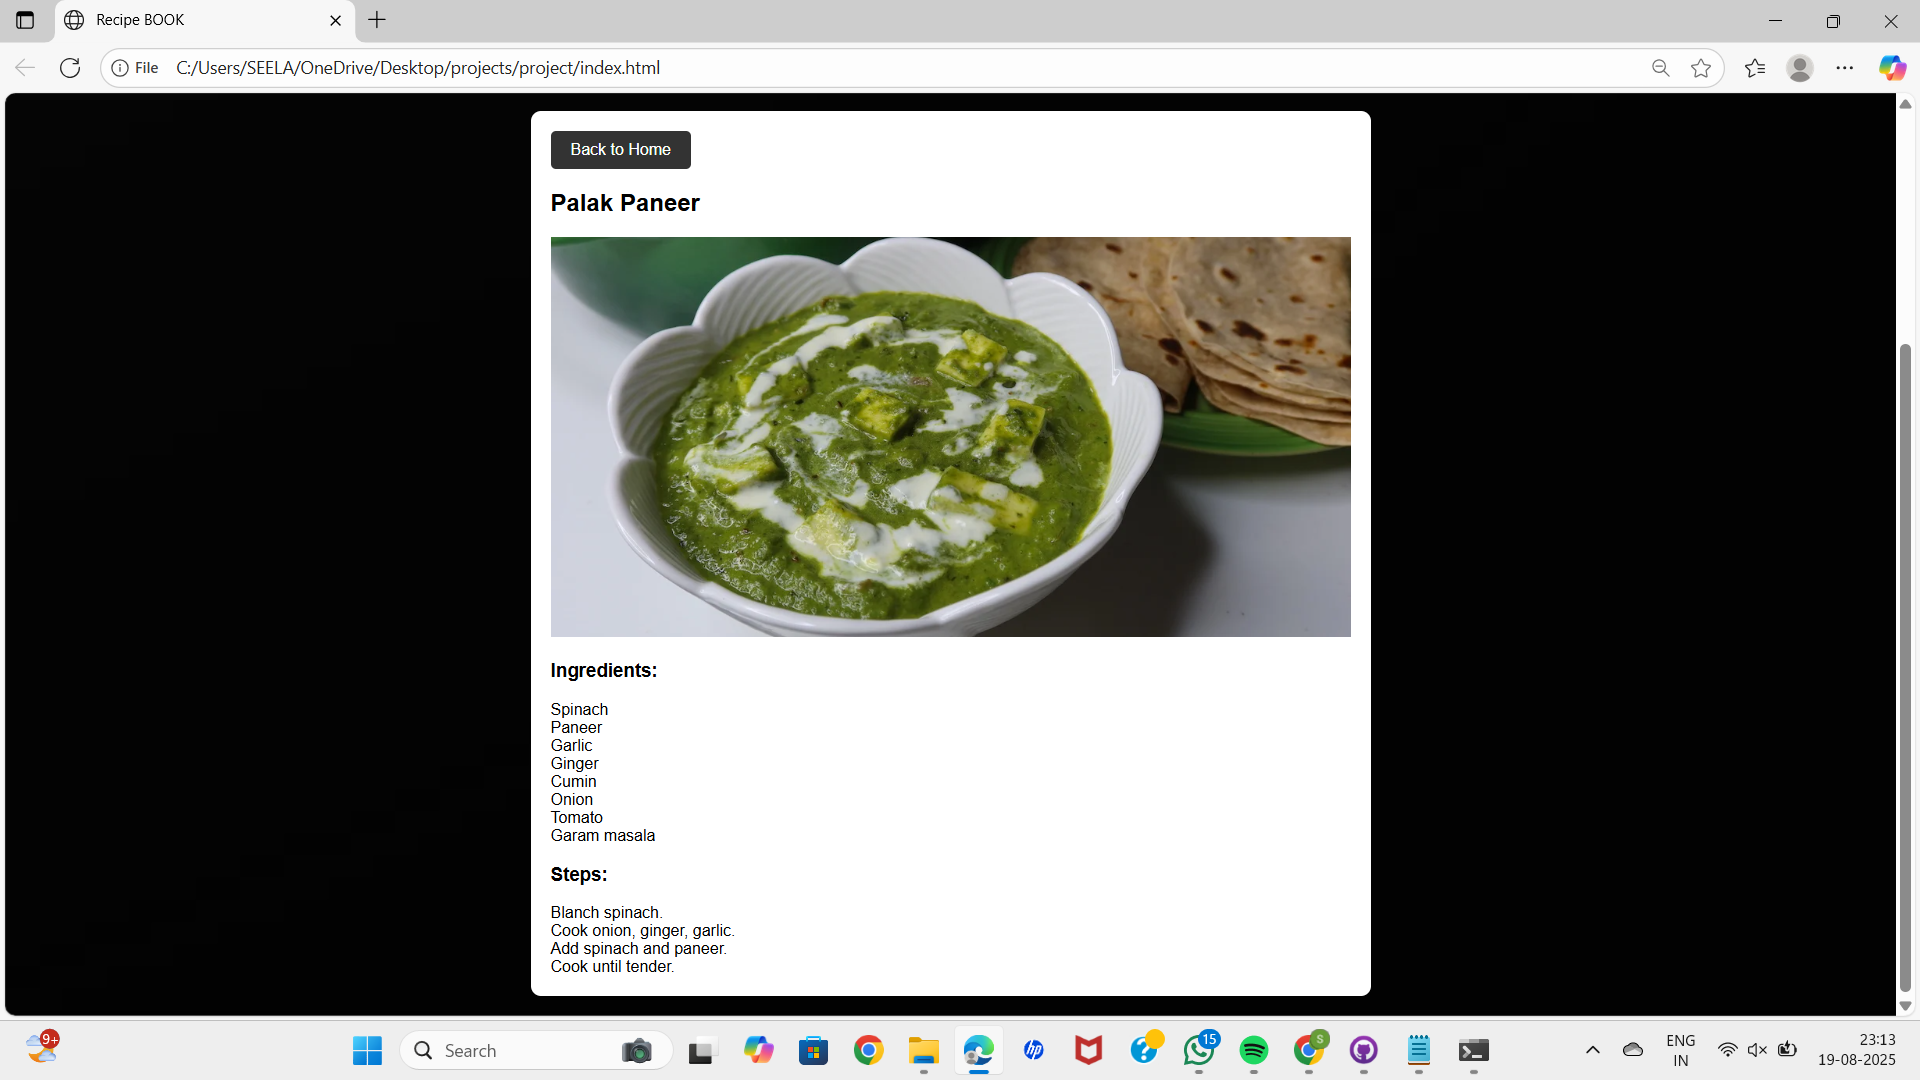 Recipe BOOK
File C:/Users/SEELA/OneDrive/Desktop/projects/project/index.html
Back to Home
Palak Paneer
Ingredients:
Spinach
Paneer
Garlic
Ginger
Cumin
Onion
Tomato
Garam masala
Steps:
Blanch spinach.
Cook onion, ginger, garlic.
Add spinach and paneer.
Cook until tender.
9+
Search
hp
15
S
ENG
IN
23:13
19-08-2025